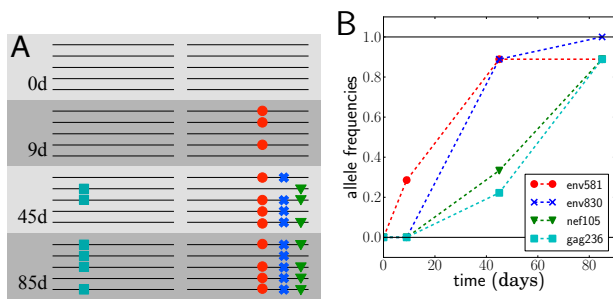 A
0d
9d
45d
85d
B
allele frequencies
1.0
0.8
0.6
0.4
0.2
0.0
0
20
40
60
80
time (days)
env581
env830
nef105
gag236